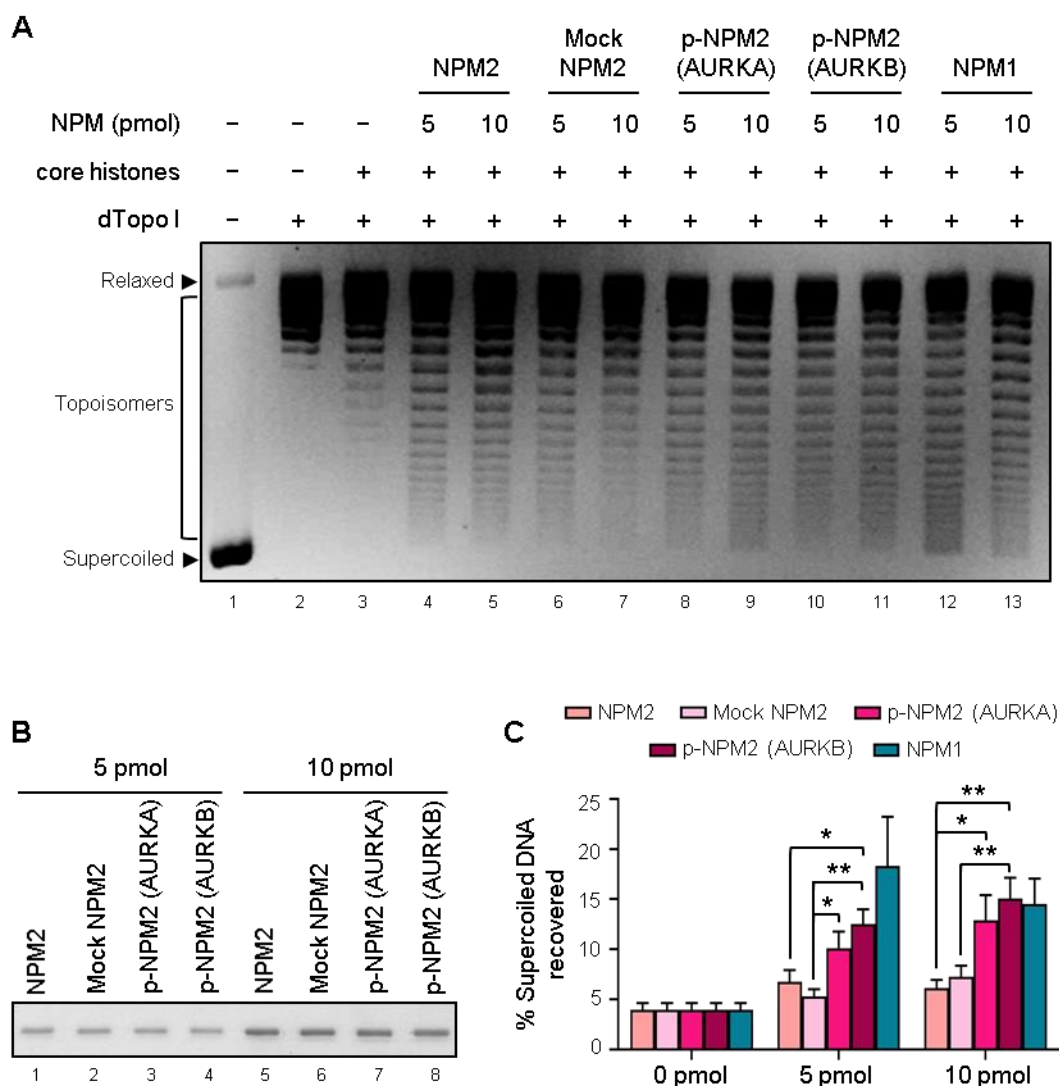 A
NPM2 Mock NPM2 p-NPM2 (AURKA) p-NPM2 (AURKB) NPM1
NPM (pmol) – – – 5 10 5 10 5 10 5 10 5 10
core histones – – + + + + + + + + + + +
dTopo I – + + + + + + + + + + + +
Relaxed
Topoisomers
Supercoiled
1 2 3 4 5 6 7 8 9 10 11 12 13
B
5 pmol 10 pmol
NPM2 Mock NPM2 p-NPM2 (AURKA) p-NPM2 (AURKB) NPM2 Mock NPM2 p-NPM2 (AURKA) p-NPM2 (AURKB)
1 2 3 4 5 6 7 8
C
NPM2 Mock NPM2 p-NPM2 (AURKA)
p-NPM2 (AURKB) NPM1
% Supercoiled DNA
recovered
25
20
15
10
5
0
* ** * ** * **
0 pmol 5 pmol 10 pmol